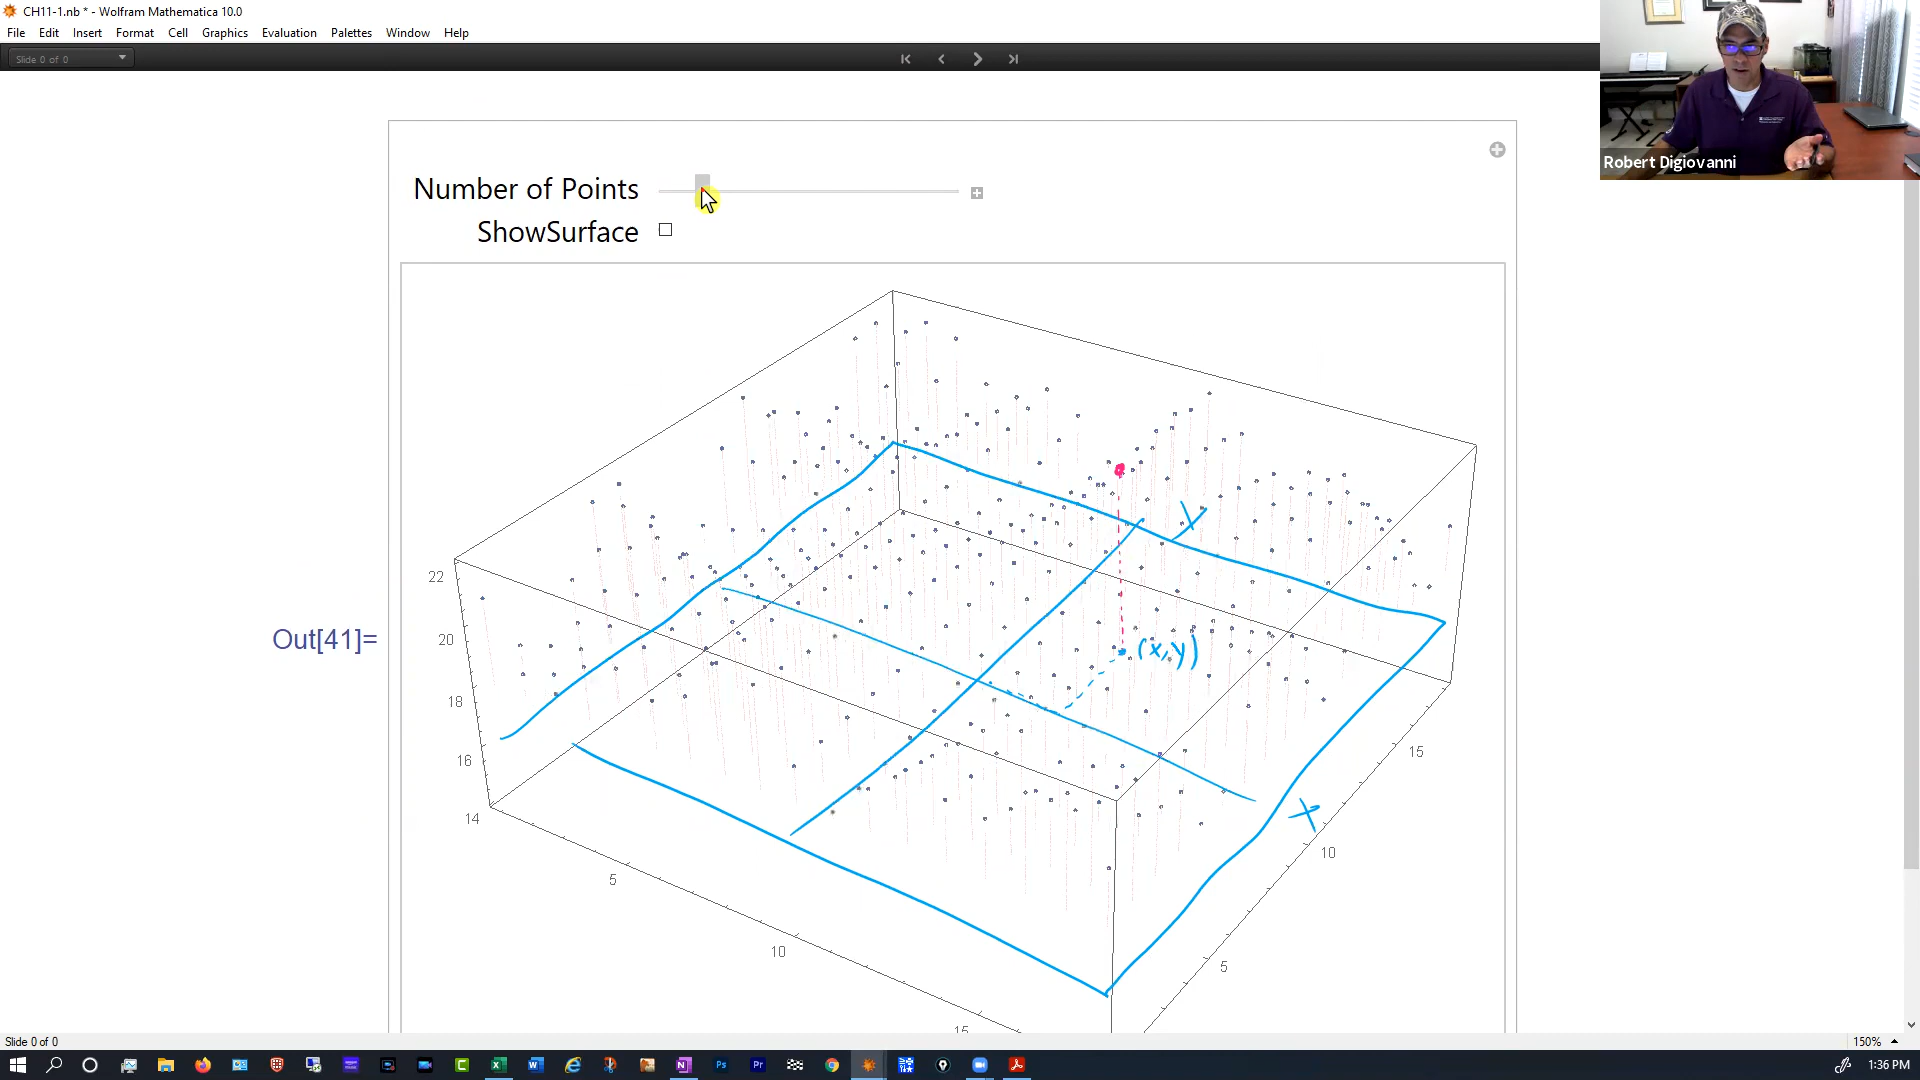 CH11-1.nb * - Wolfram Mathematica 10.0
File Edit Insert Format Cell Graphics Evaluation Palettes Window Help
Slide 0 of 0
Robert Digiovanni
Number of Points
ShowSurface
Out[41]=
22
20
18
16
14
5
10
15
5
10
15
y
x
(x,y)
Slide 0 of 0
150%
1:36 PM